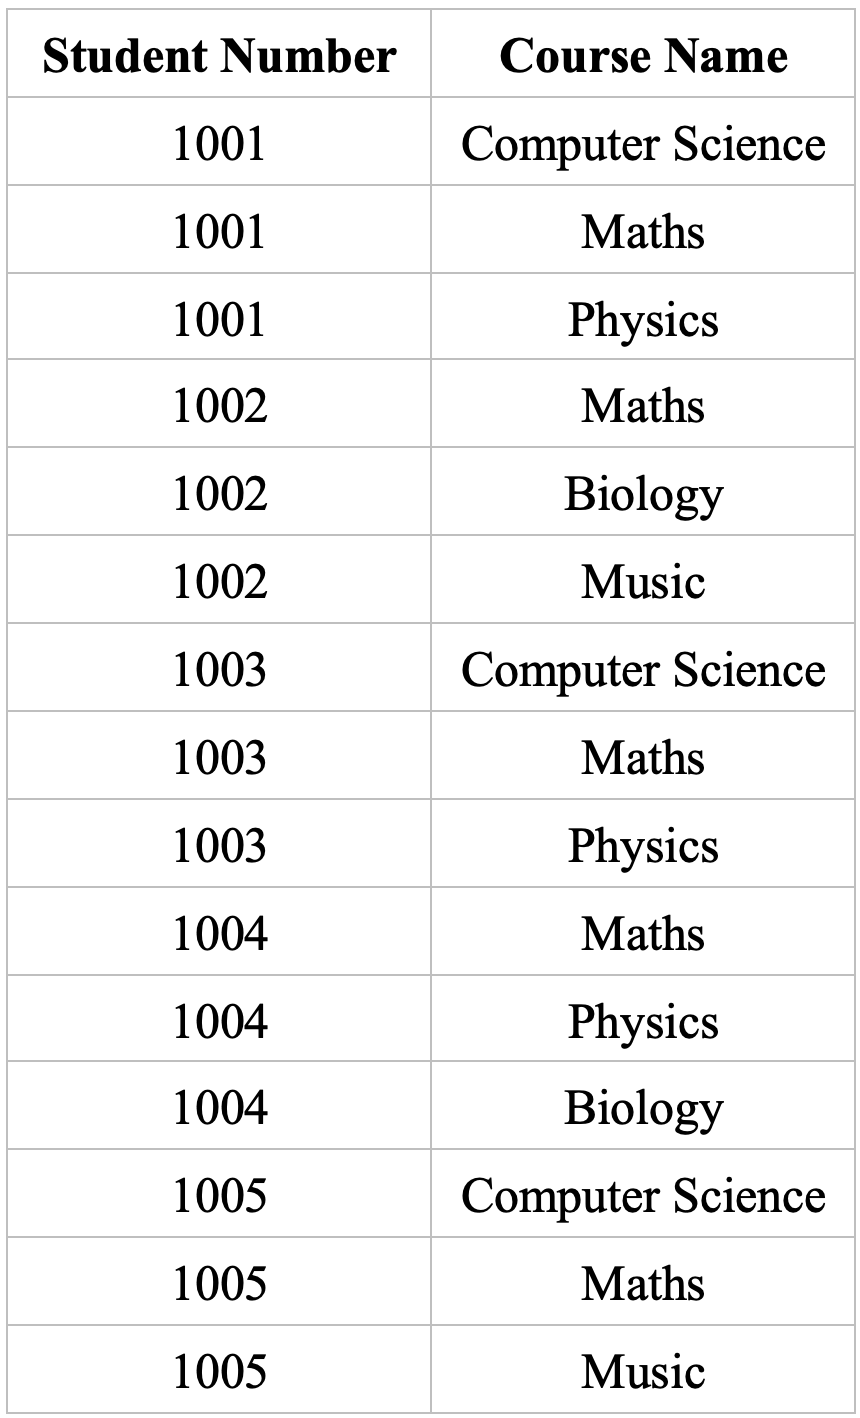 Student Number Course Name
1001 Computer Science
1001 Maths
1001 Physics
1002 Maths
1002 Biology
1002 Music
1003 Computer Science
1003 Maths
1003 Physics
1004 Maths
1004 Physics
1004 Biology
1005 Computer Science
1005 Maths
1005 Music